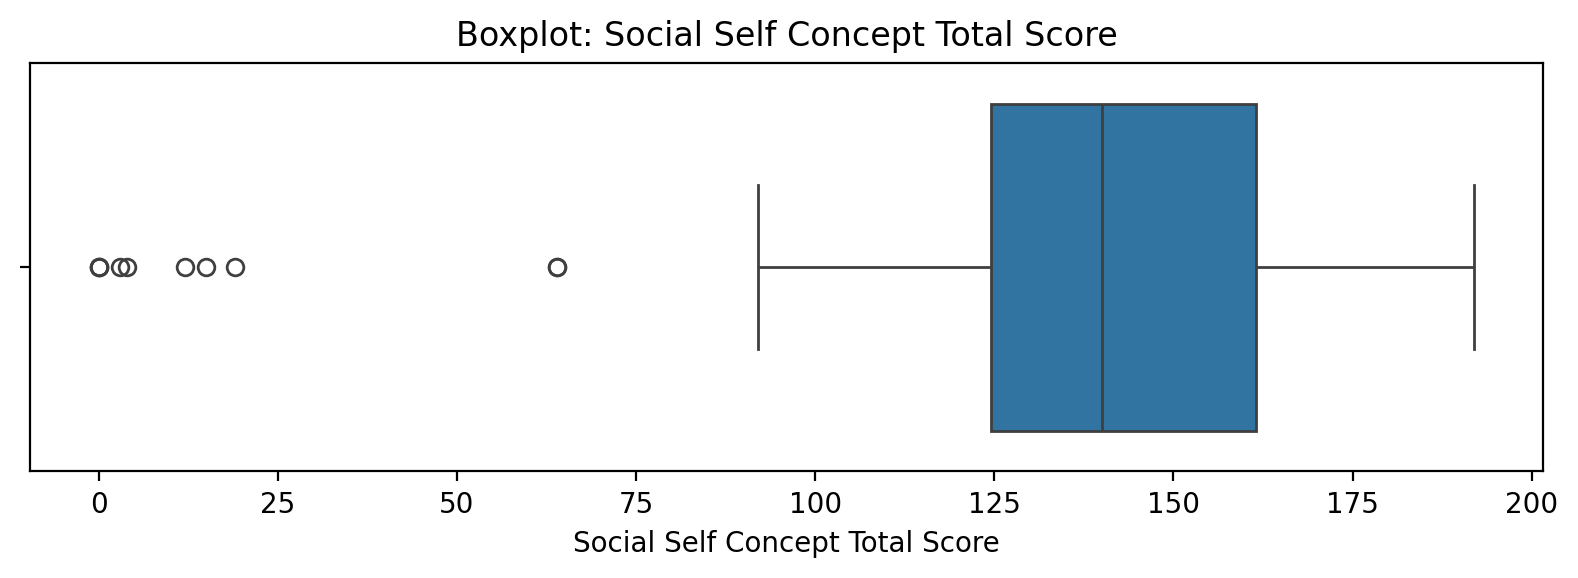 Boxplot: Social Self Concept Total Score
0 25 50 75 100 125 150 175 200
Social Self Concept Total Score